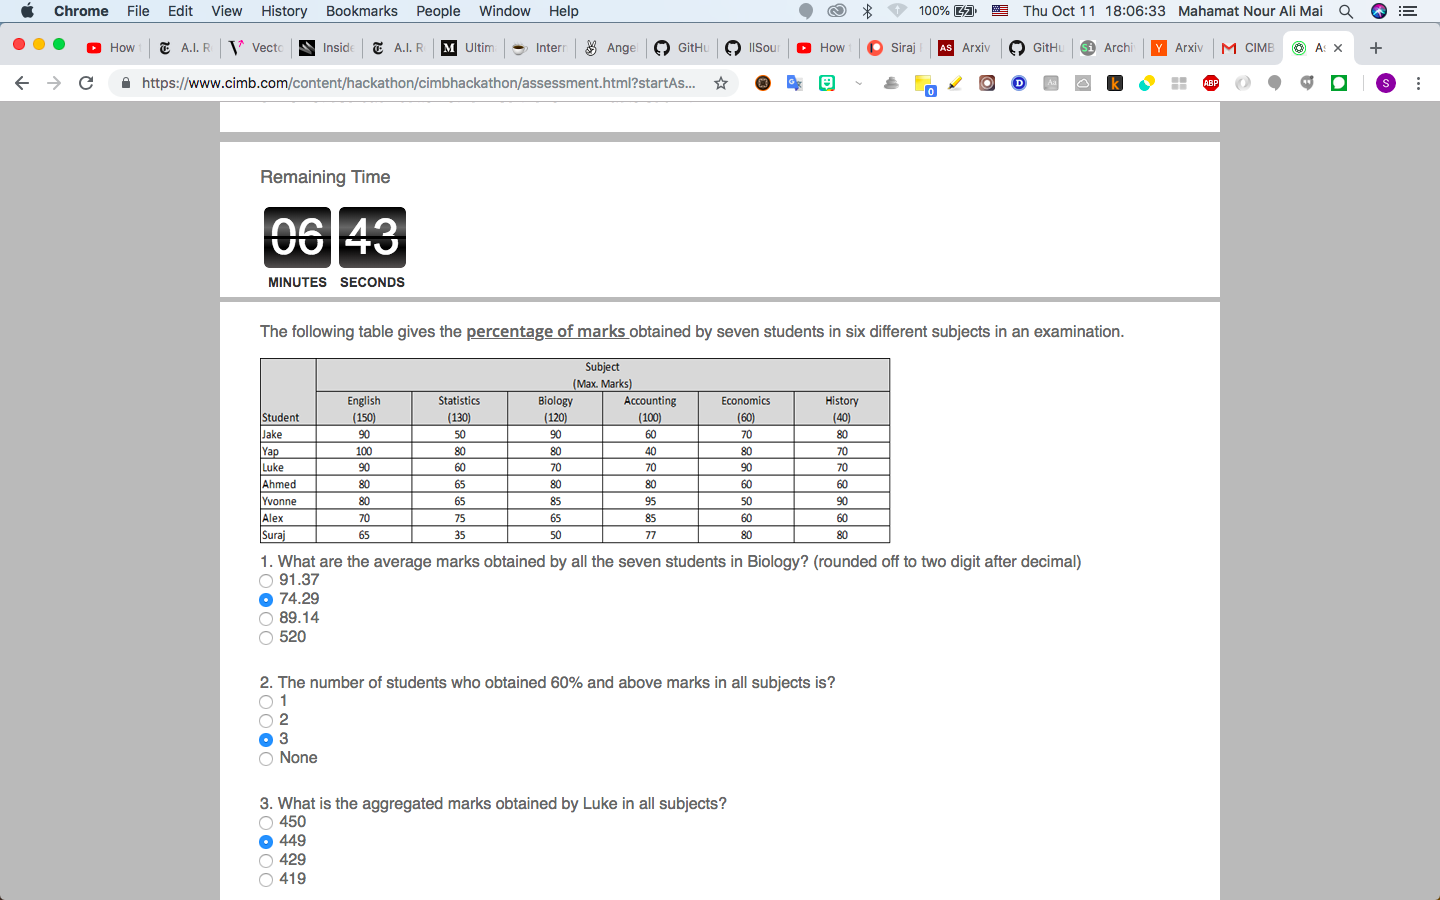 Chrome File Edit View History Bookmarks People Window Help 100% Thu Oct 11 18:06:33 Mahamat Nour Ali Mai
How A.I. R Vecto Inside A.I. R Ultim Intern Ange GitHu IlSour How Siraj Arxiv GitHu Archi Arxiv CIMB As
https://www.cimb.com/content/hackathon/cimbhackathon/assessment.html?startAs...
Remaining Time
06 43
MINUTES SECONDS
The following table gives the percentage of marks obtained by seven students in six different subjects in an examination.
Subject
(Max. Marks)
English Statistics Biology Accounting Economics History
Student (150) (130) (120) (100) (60) (40)
Jake 90 50 90 60 70 80
Yap 100 80 80 40 80 70
Luke 90 60 70 70 90 70
Ahmed 80 65 80 80 60 60
Yvonne 80 65 85 95 50 90
Alex 70 75 65 85 60 60
Suraj 65 35 50 77 80 80
1. What are the average marks obtained by all the seven students in Biology? (rounded off to two digit after decimal)
91.37
74.29
89.14
520
2. The number of students who obtained 60% and above marks in all subjects is?
1
2
3
None
3. What is the aggregated marks obtained by Luke in all subjects?
450
449
429
419